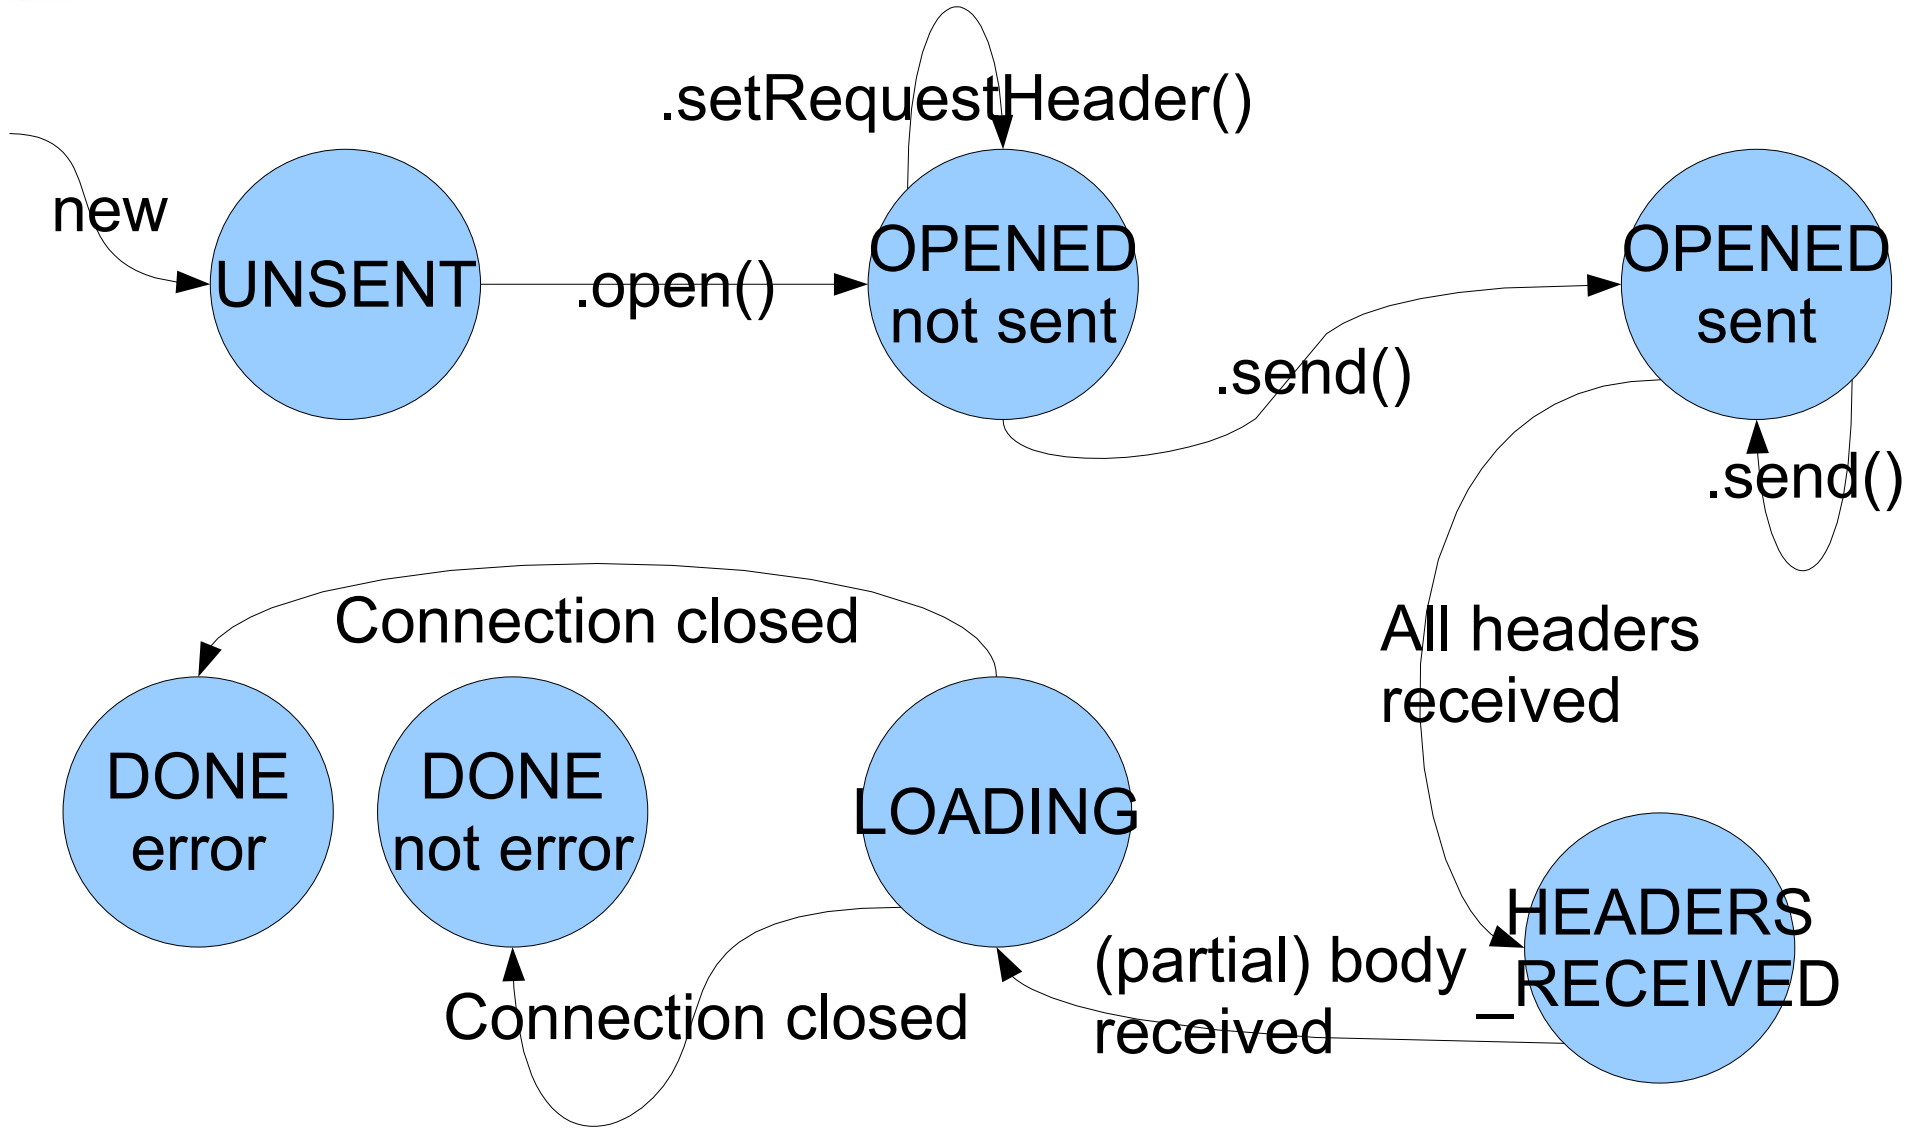 .setRequestHeader()
new
UNSENT
.open()
OPENED
not sent
.send()
OPENED
sent
.send()
All headers
received
Connection closed
DONE
error
DONE
not error
LOADING
HEADERS
_RECEIVED
(partial) body
received
Connection closed